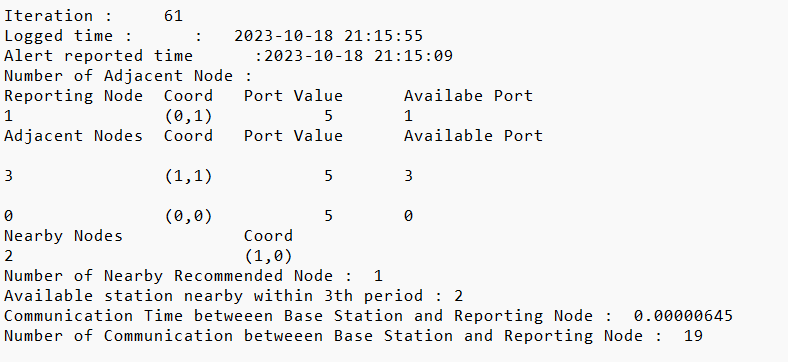 Iteration :     61
Logged time :       :   2023-10-18 21:15:55
Alert reported time      :2023-10-18 21:15:09
Number of Adjacent Node :
Reporting Node  Coord   Port Value      Availabe Port
1               (0,1)           5       1
Adjacent Nodes  Coord   Port Value      Available Port
3               (1,1)           5       3
0               (0,0)           5       0
Nearby Nodes            Coord
2                       (1,0)
Number of Nearby Recommended Node :  1
Available station nearby within 3th period : 2
Communication Time betweeen Base Station and Reporting Node :  0.00000645
Number of Communication betweeen Base Station and Reporting Node :  19